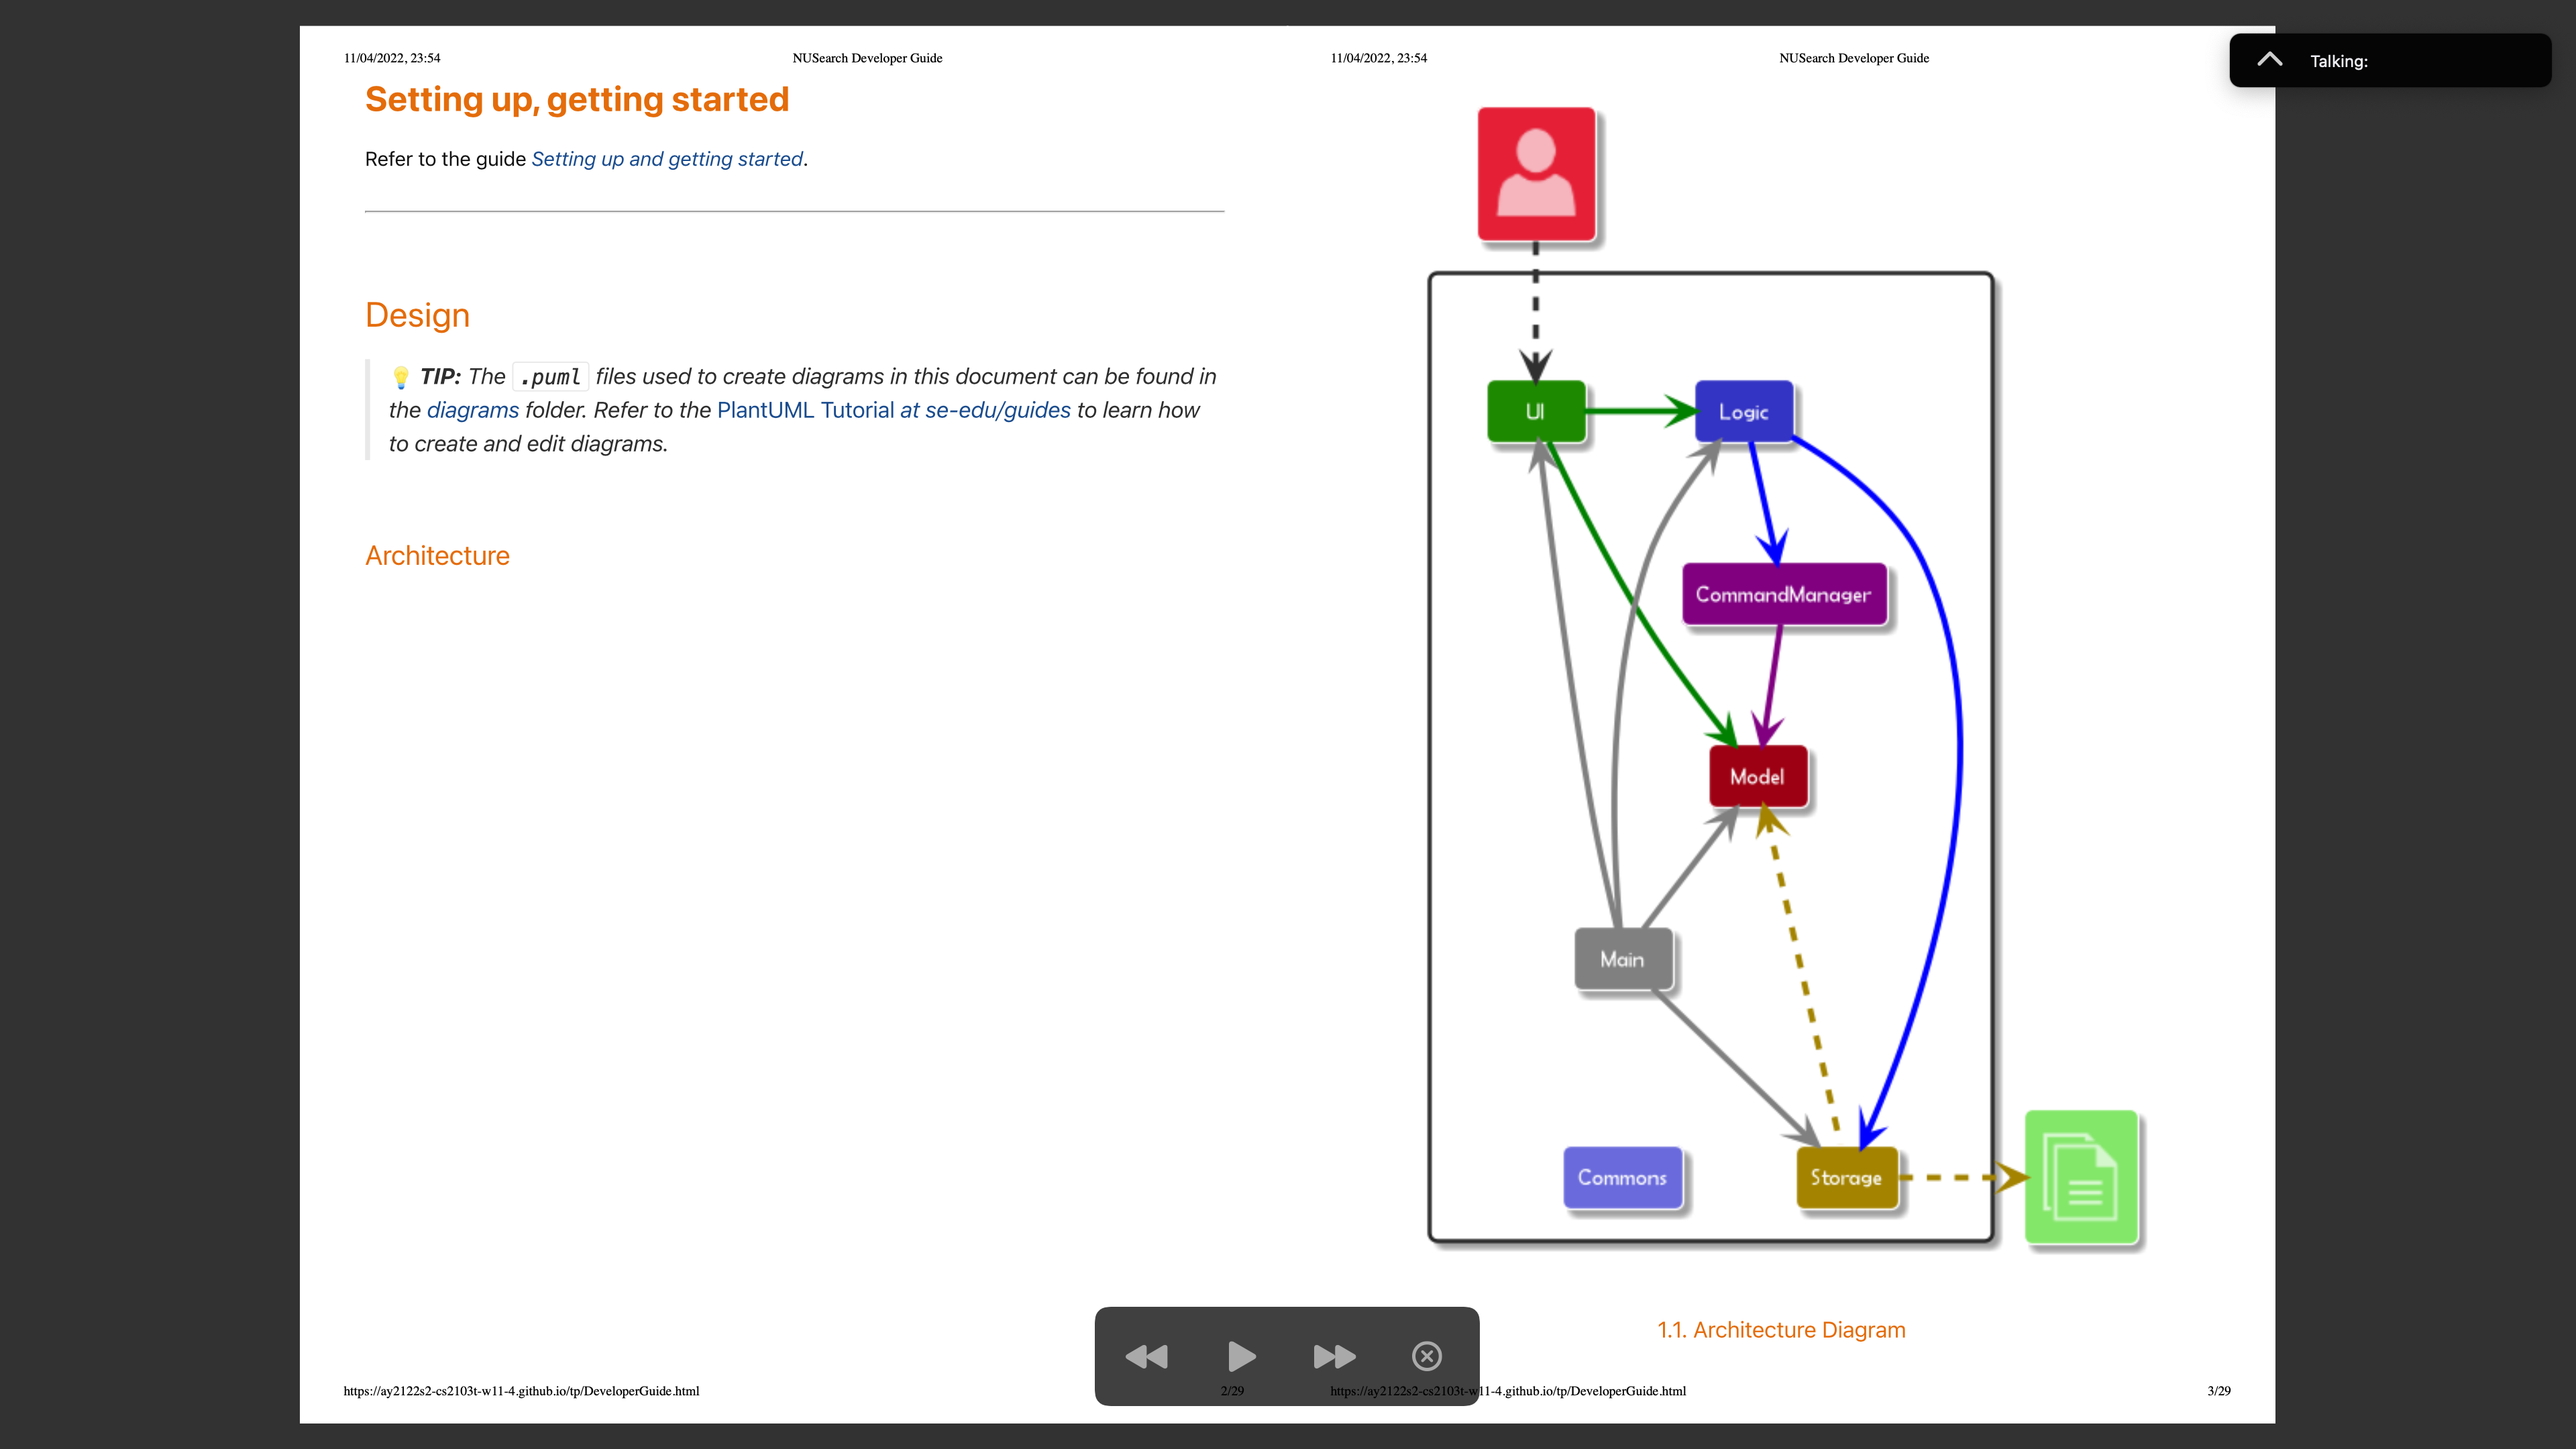 11/04/2022, 23:54
NUSearch Developer Guide
Setting up, getting started
Refer to the guide Setting up and getting started.
Design
💡 TIP: The .puml files used to create diagrams in this document can be found in
the diagrams folder. Refer to the PlantUML Tutorial at se-edu/guides to learn how
to create and edit diagrams.
Architecture
https://ay2122s2-cs2103t-w11-4.github.io/tp/DeveloperGuide.html
2/29
11/04/2022, 23:54
NUSearch Developer Guide
Talking:
UI
Logic
CommandManager
Model
Main
Commons
Storage
1.1. Architecture Diagram
https://ay2122s2-cs2103t-w11-4.github.io/tp/DeveloperGuide.html
3/29